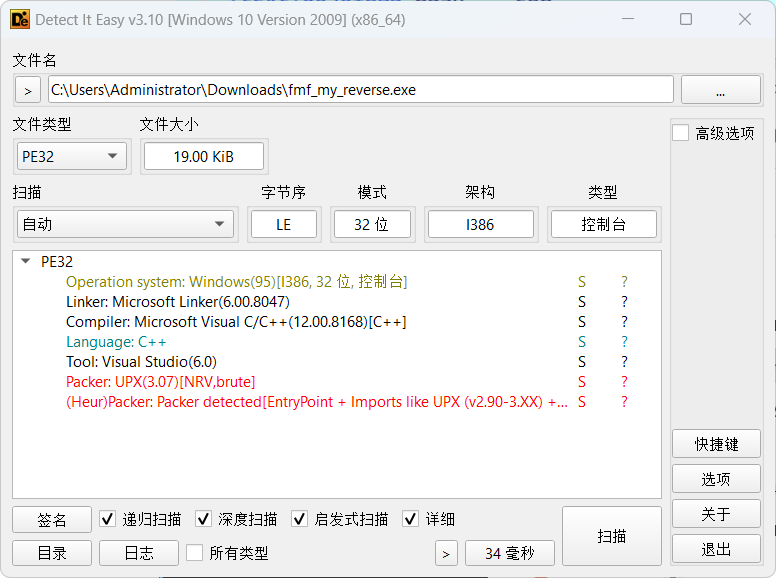 Detect It Easy v3.10 [Windows 10 Version 2009] (x86_64)
文件名
> C:\Users\Administrator\Downloads\fmf_my_reverse.exe ...
文件类型 文件大小
PE32 19.00 KiB
高级选项
扫描 字节序 模式 架构 类型
自动 LE 32 位 I386 控制台
PE32
Operation system: Windows(95)[I386, 32 位, 控制台] S ?
Linker: Microsoft Linker(6.00.8047) S ?
Compiler: Microsoft Visual C/C++(12.00.8168)[C++] S ?
Language: C++ S ?
Tool: Visual Studio(6.0) S ?
Packer: UPX(3.07)[NRV,brute] S ?
(Heur)Packer: Packer detected[EntryPoint + Imports like UPX (v2.90-3.XX) +... S ?
快捷键
选项
关于
退出
签名 递归扫描 深度扫描 启发式扫描 详细
扫描
目录 日志 所有类型 > 34 毫秒